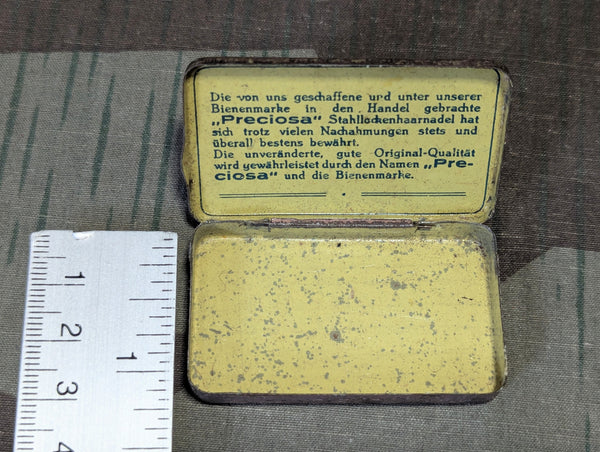 Die von uns geschaffene und unter unserer
Bienenmarke in den Handel gebrachte
„Preciosa“ Stahllockenhaarnadel hat
sich trotz vielen Nachahmungen stets und
überall bestens bewährt.
Die unveränderte, gute Original-Qualität
wird gewährleistet durch den Namen „Pre-
ciosa“ und die Bienenmarke.
1
2
1
3
4